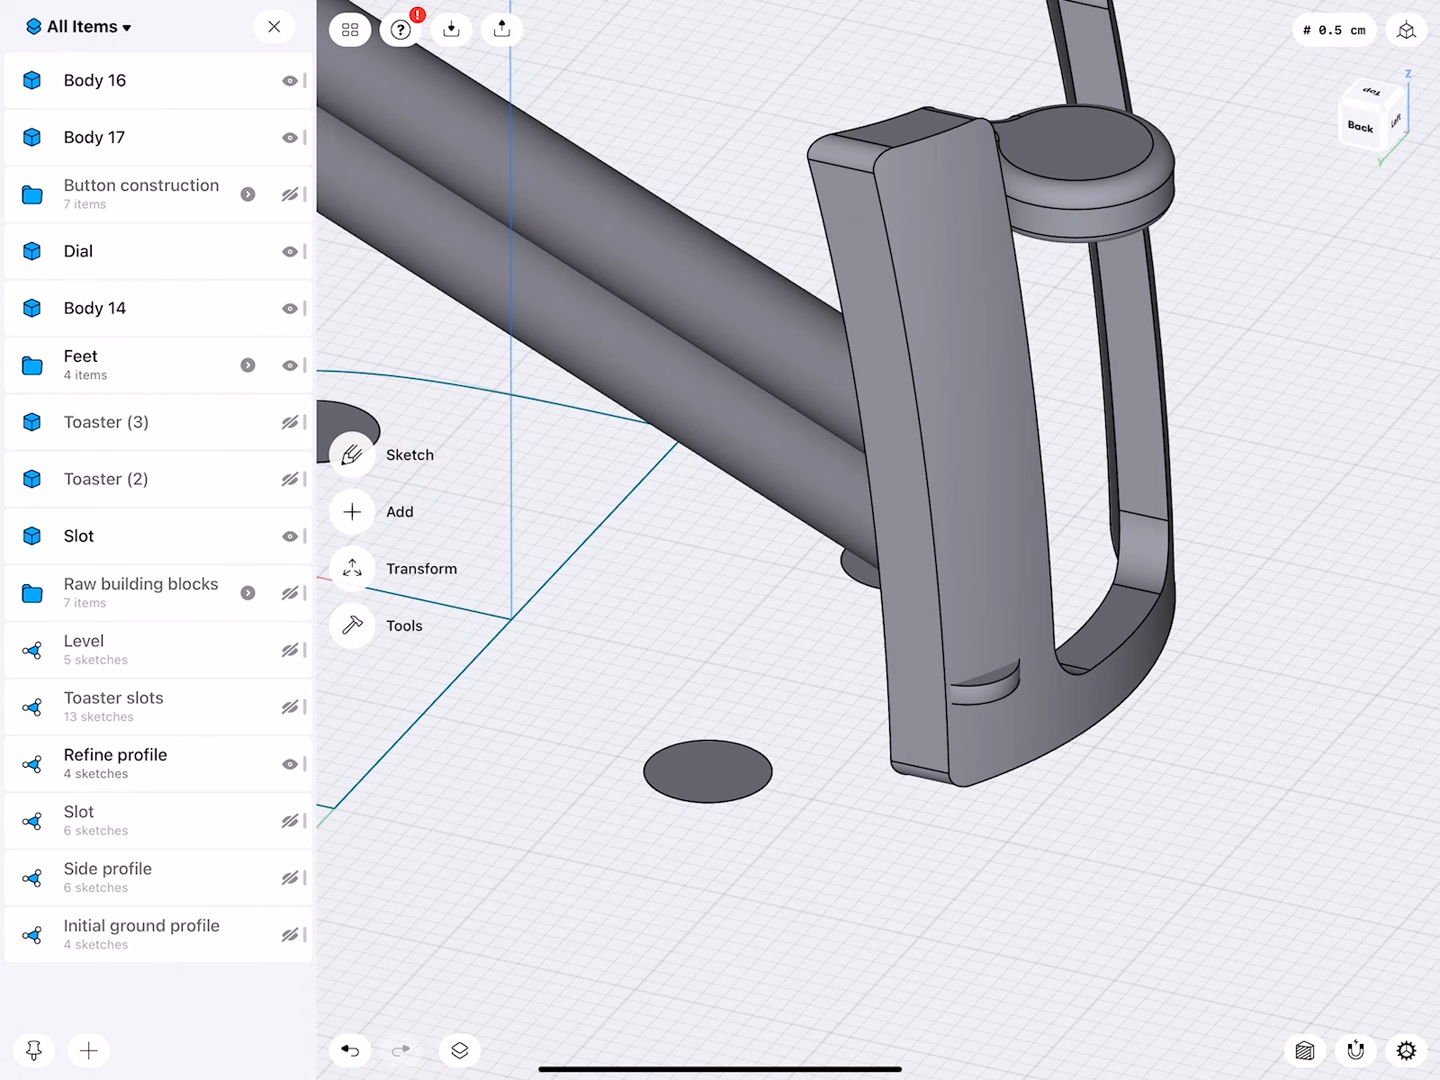 All Items
Body 16
Body 17
Button construction
7 items
Dial
Body 14
Feet
4 items
Toaster (3)
Toaster (2)
Slot
Raw building blocks
7 items
Level
5 sketches
Toaster slots
13 sketches
Refine profile
4 sketches
Slot
6 sketches
Side profile
6 sketches
Initial ground profile
4 sketches
?
!
Sketch
Add
Transform
Tools
# 0.5 cm
Z
Top
Back
Left
Y